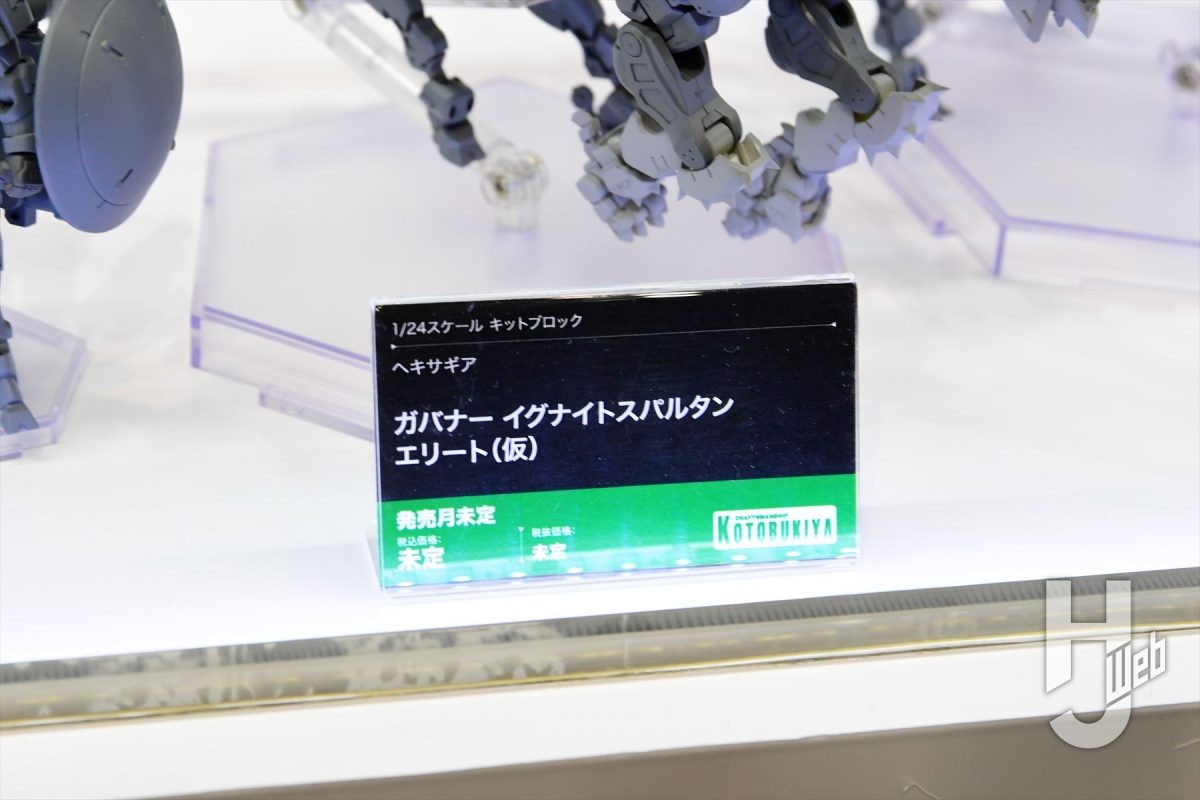 1/24スケール キットブロック
ヘキサギア
ガバナー イグナイトスパルタン
エリート(仮)
発売月未定
税込価格:
未定
税抜価格:
未定
CRAFTSMANSHIP
KOTOBUKIYA
HJ Web